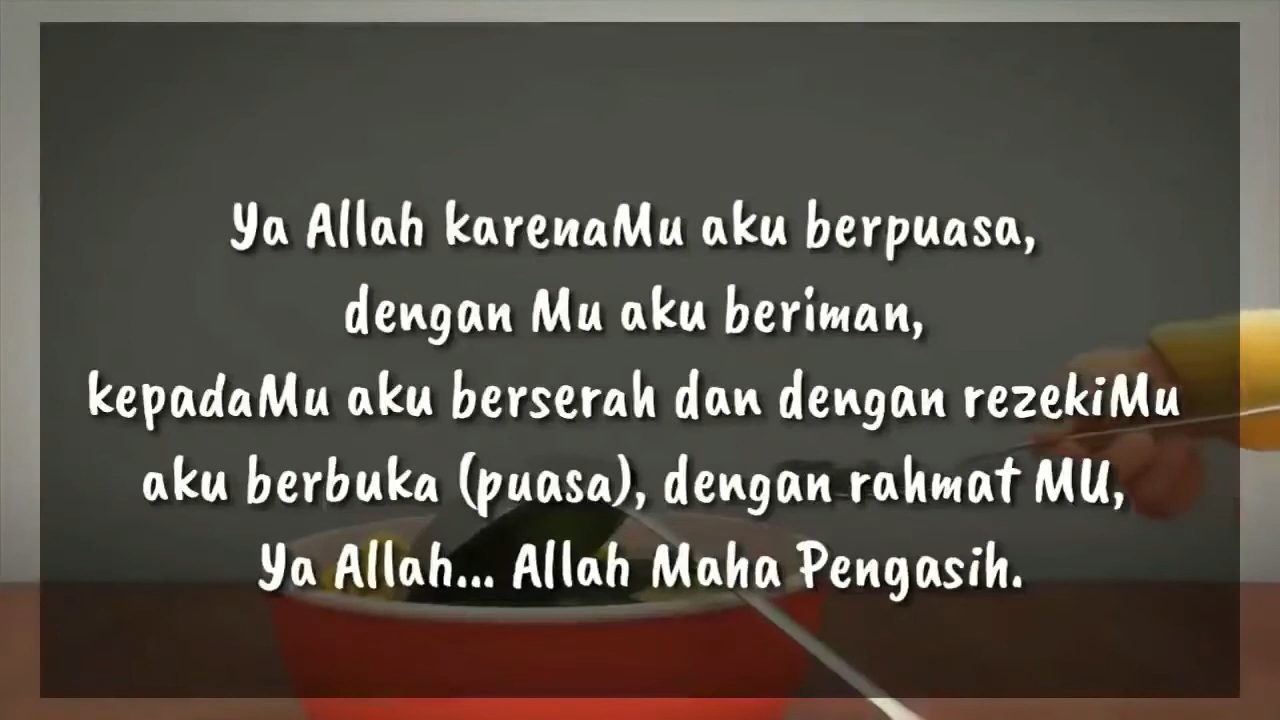 Ya Allah karenaMu aku berpuasa,
dengan Mu aku beriman,
kepadaMu aku berserah dan dengan rezekiMu
aku berbuka (puasa), dengan rahmat MU,
Ya Allah... Allah Maha Pengasih.